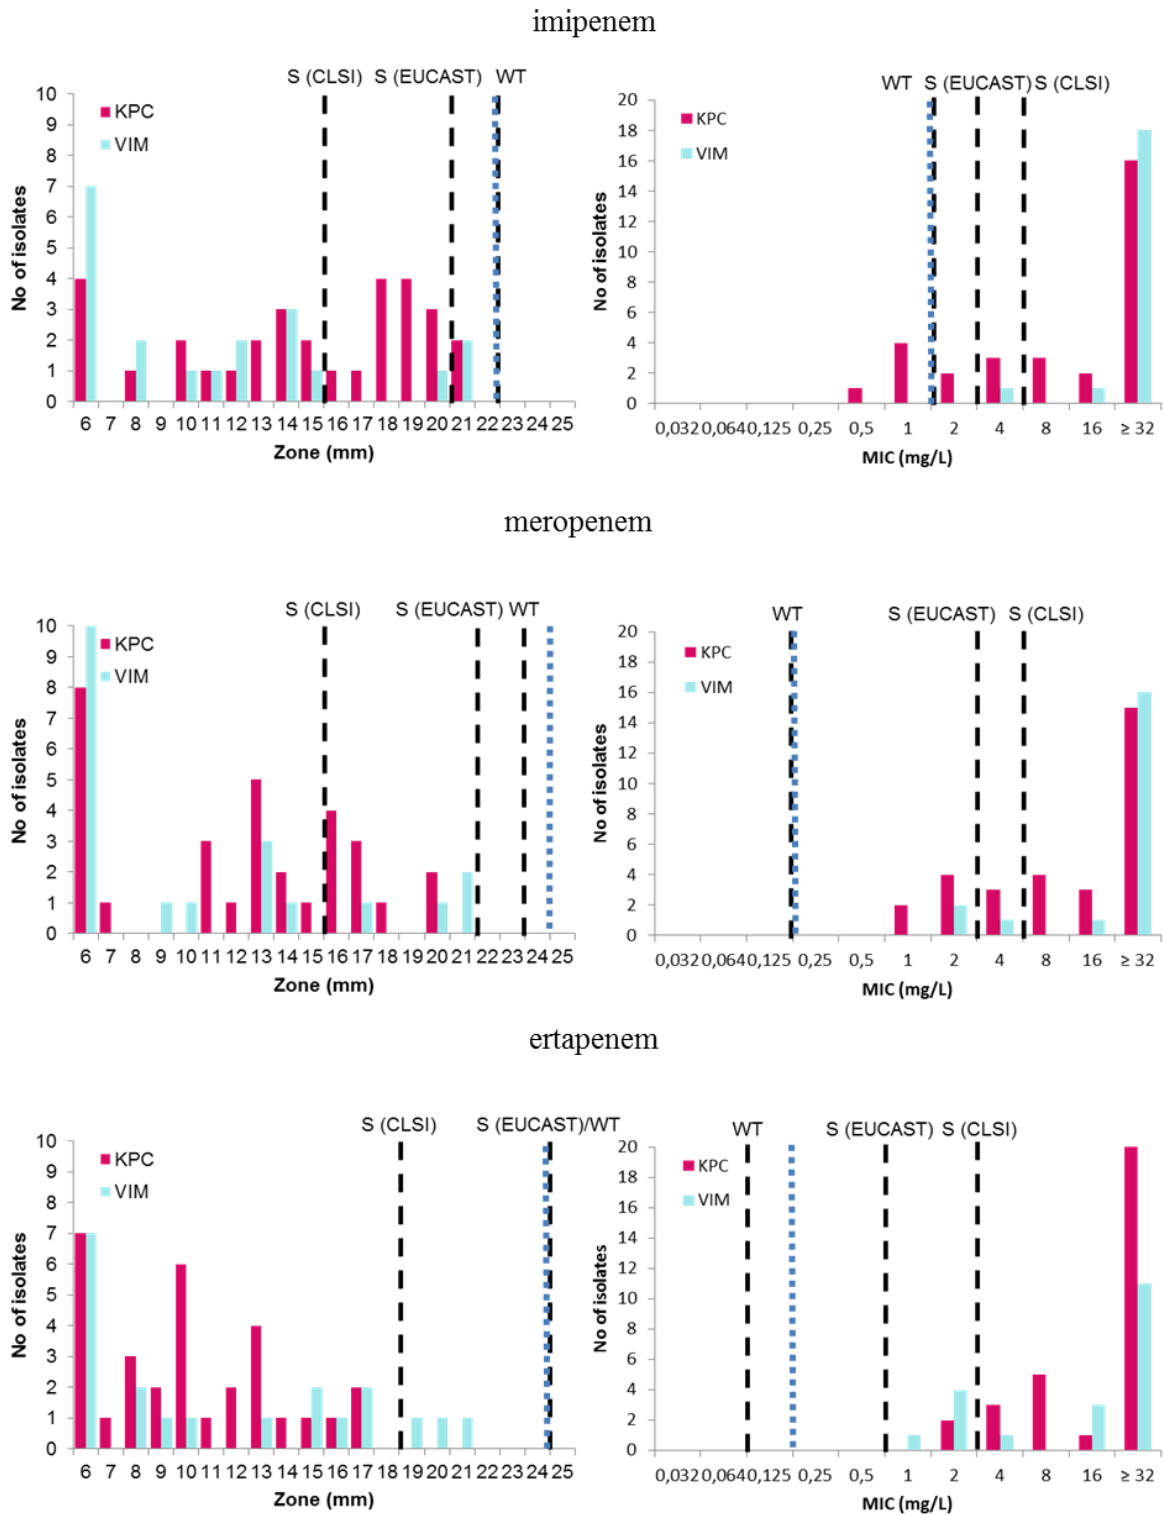 imipenem
S (CLSI) S (EUCAST) WT
10
9
8
7
6
5
4
3
2
1
0
No of isolates
KPC
VIM
6 7 8 9 10 11 12 13 14 15 16 17 18 19 20 21 22 23 24 25
Zone (mm)
WT S (EUCAST) S (CLSI)
20
18
16
14
12
10
8
6
4
2
0
No of isolates
KPC
VIM
0,032 0,064 0,125 0,25 0,5 1 2 4 8 16 ≥ 32
MIC (mg/L)
meropenem
S (CLSI) S (EUCAST) WT
10
9
8
7
6
5
4
3
2
1
0
No of isolates
KPC
VIM
6 7 8 9 10 11 12 13 14 15 16 17 18 19 20 21 22 23 24 25
Zone (mm)
WT S (EUCAST) S (CLSI)
20
18
16
14
12
10
8
6
4
2
0
No of isolates
KPC
VIM
0,032 0,064 0,125 0,25 0,5 1 2 4 8 16 ≥ 32
MIC (mg/L)
ertapenem
S (CLSI) S (EUCAST)/WT
10
9
8
7
6
5
4
3
2
1
0
No of isolates
KPC
VIM
6 7 8 9 10 11 12 13 14 15 16 17 18 19 20 21 22 23 24 25
Zone (mm)
WT S (EUCAST) S (CLSI)
20
18
16
14
12
10
8
6
4
2
0
No of isolates
KPC
VIM
0,032 0,064 0,125 0,25 0,5 1 2 4 8 16 ≥ 32
MIC (mg/L)